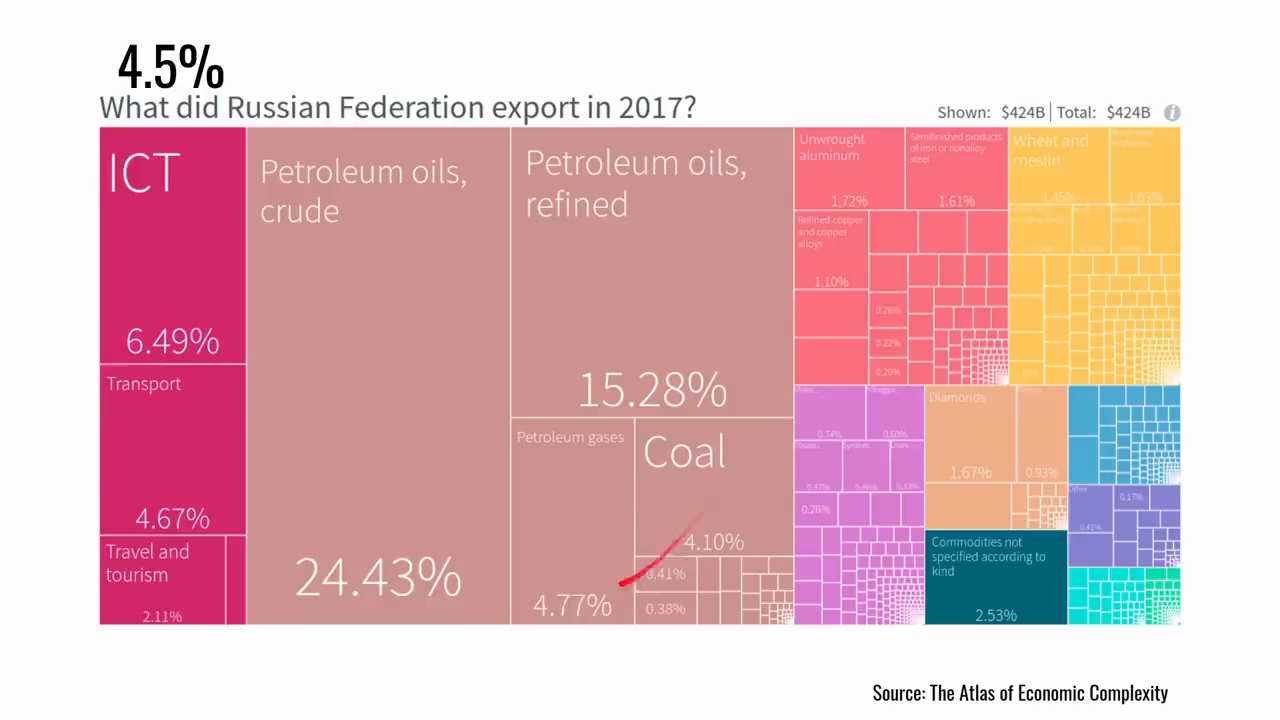 4.5%
What did Russian Federation export in 2017?
Shown: $424B | Total: $424B
ICT
6.49%
Transport
4.67%
Travel and
tourism
2.11%
Petroleum oils,
crude
24.43%
Petroleum oils,
refined
15.28%
Petroleum gases
4.77%
Coal
4.10%
0.41%
0.38%
Unwrought
aluminum
1.72%
Semifinished products
of iron or nonalloy
steel
1.61%
Refined copper
and copper
alloys
1.10%
0.26%
0.22%
0.20%
Wheat and
meslin
1.45%
1.03%
0.74%
0.60%
0.28%
Diamonds
1.67%
0.93%
Commodities not
specified according to
kind
2.53%
Other
0.41%
0.17%
Source: The Atlas of Economic Complexity